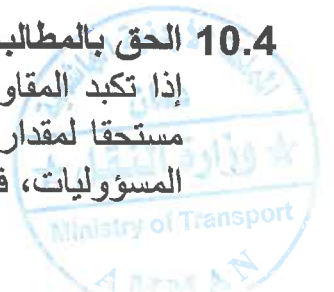 10.4 الحق بالمطالب
إذا تكبد المقاو
مستحقا لمقدار
المسؤوليات، ف
Ministry of Transport